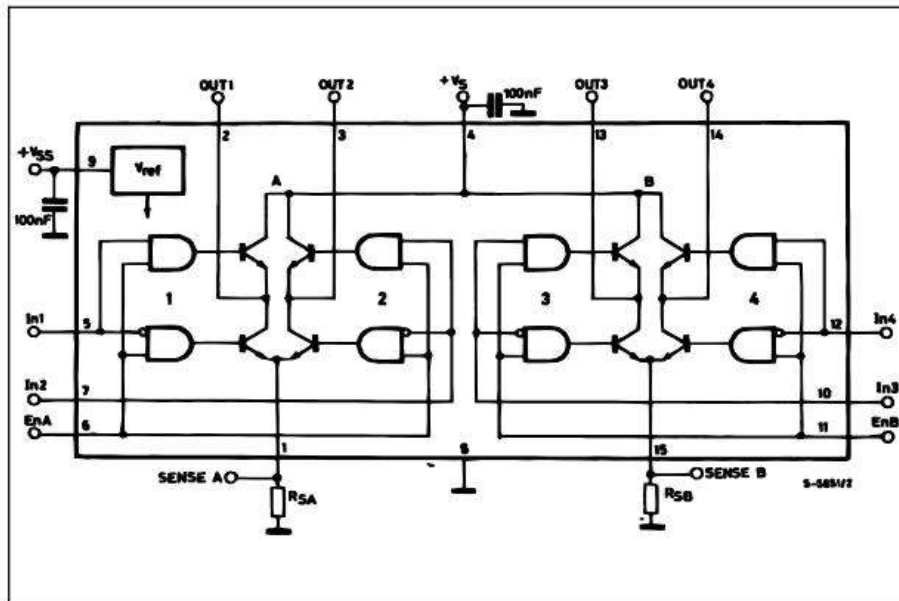 OUT1 OUT2 +VS 100nF OUT3 OUT4
2 3 4 13 14
+VSS 9 Vref A B
100nF
1 2 3 4
In1 5 12 In4
In2 7 10 In3
EnA 6 11 EnB
1 8 15
SENSE A SENSE B
RSA RSB
S-5851/2